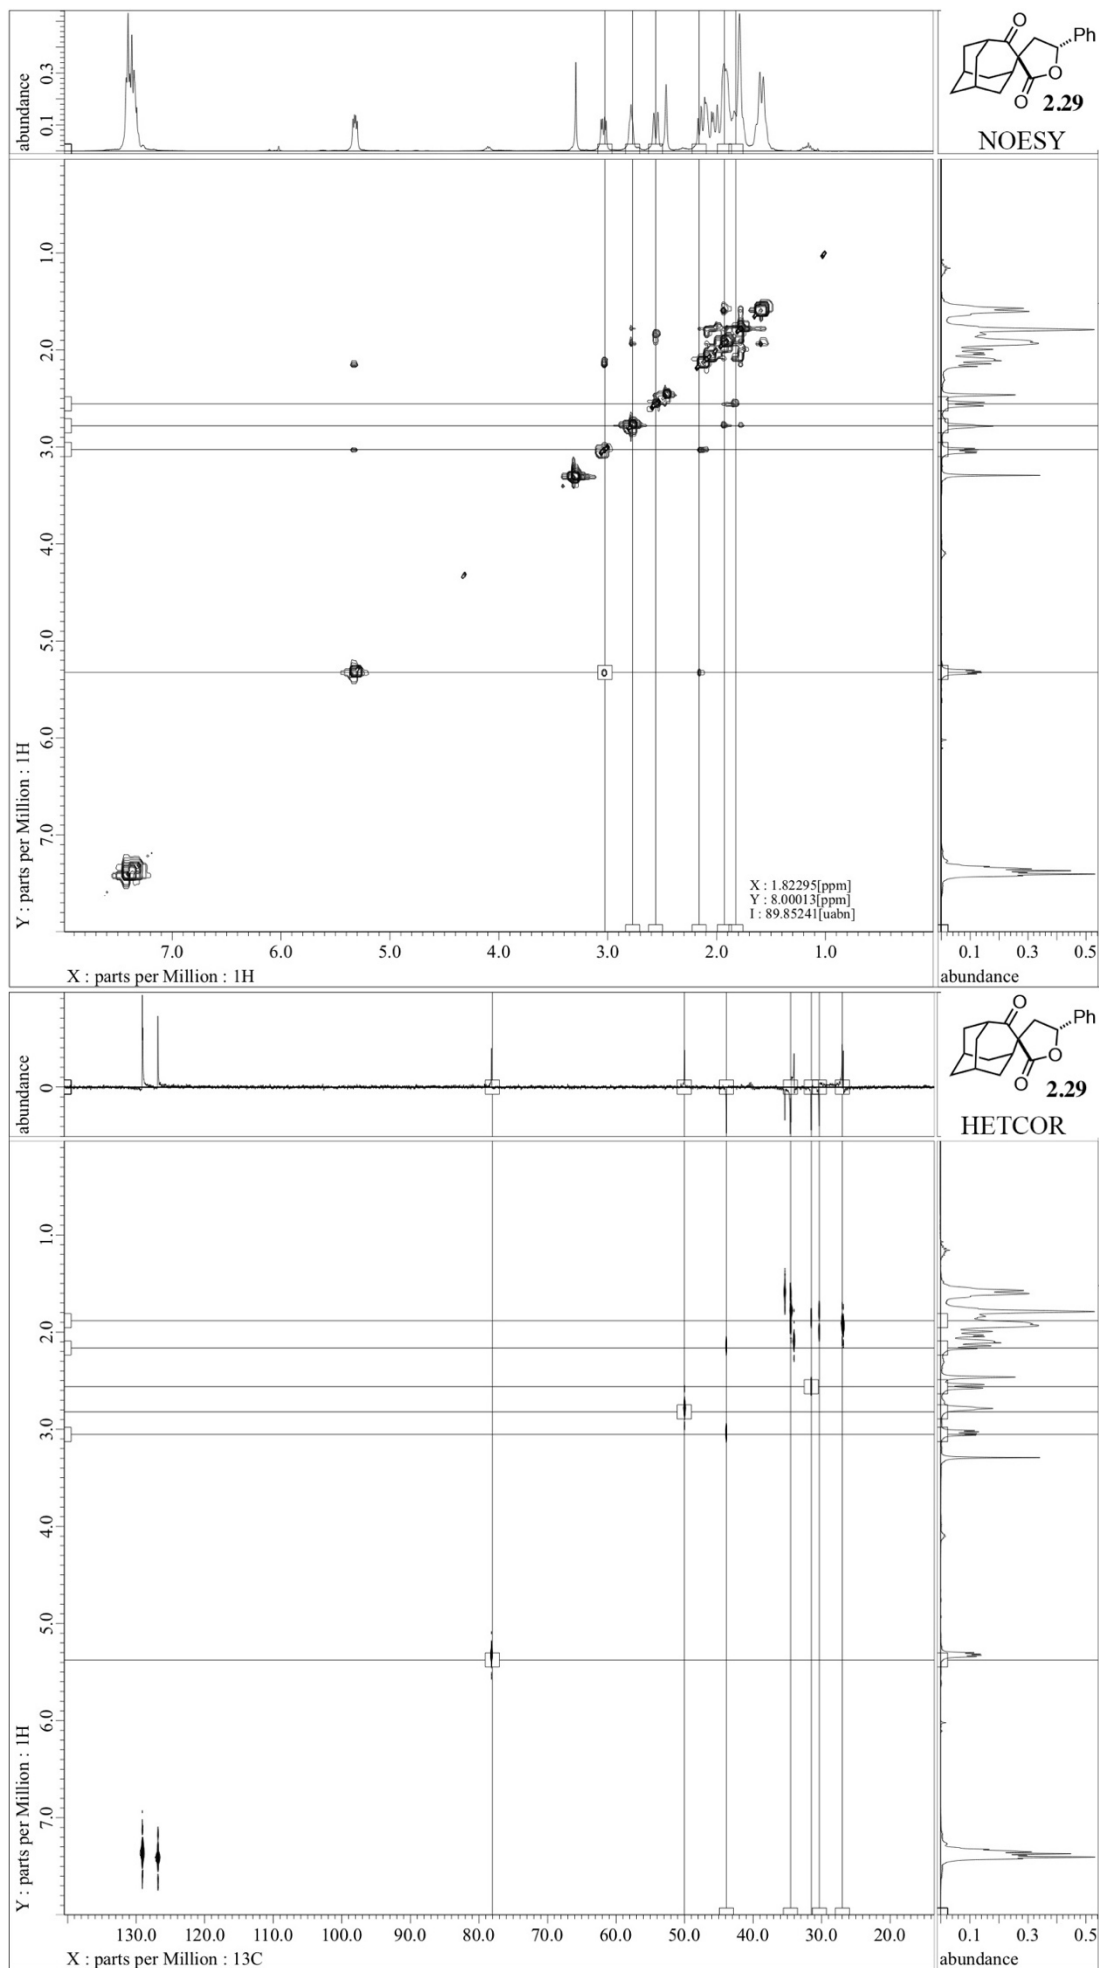 abundance
0.3
0.1
O
Ph
O
O
2.29
NOESY
Y : parts per Million : 1H
1.0
2.0
3.0
4.0
5.0
6.0
7.0
X : 1.82295[ppm]
Y : 8.00013[ppm]
I : 89.85241[uabn]
7.0 6.0 5.0 4.0 3.0 2.0 1.0
X : parts per Million : 1H
0.1 0.3 0.5
abundance
abundance
0
O
Ph
O
O
2.29
HETCOR
Y : parts per Million : 1H
1.0
2.0
3.0
4.0
5.0
6.0
7.0
130.0 120.0 110.0 100.0 90.0 80.0 70.0 60.0 50.0 40.0 30.0 20.0
X : parts per Million : 13C
0.1 0.3 0.5
abundance